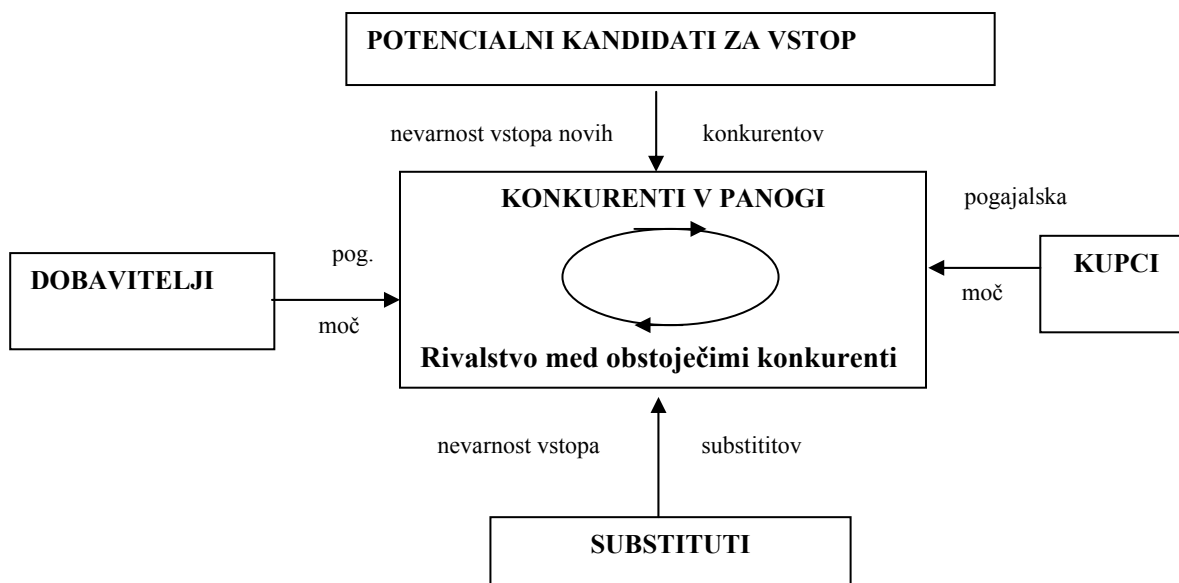 POTENCIALNI KANDIDATI ZA VSTOP
nevarnost vstopa novih konkurentov
KONKURENTI V PANOGI
pogajalska
pog.
DOBAVITELJI
KUPCI
moč
moč
Rivalstvo med obstoječimi konkurenti
nevarnost vstopa substititov
SUBSTITUTI